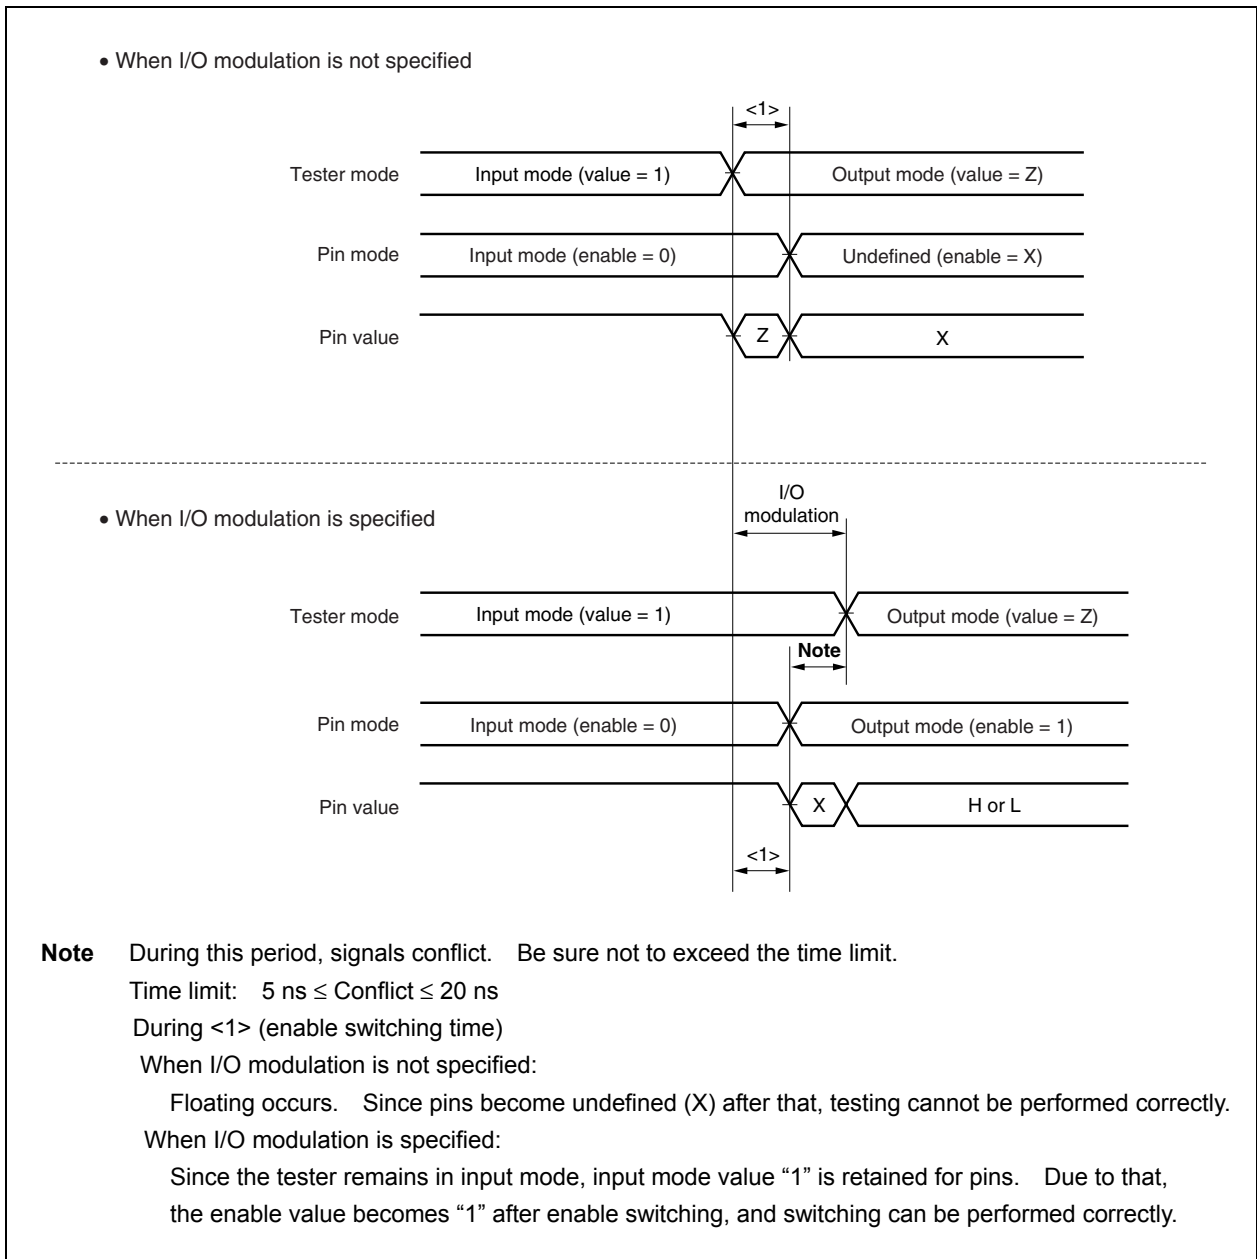 • When I/O modulation is not specified
<1>
Tester mode
Input mode (value = 1)
Output mode (value = Z)
Pin mode
Input mode (enable = 0)
Undefined (enable = X)
Pin value
Z
X
• When I/O modulation is specified
I/O
modulation
Tester mode
Input mode (value = 1)
Output mode (value = Z)
Note
Pin mode
Input mode (enable = 0)
Output mode (enable = 1)
Pin value
X
H or L
<1>
Note During this period, signals conflict. Be sure not to exceed the time limit.
Time limit: 5 ns ≤ Conflict ≤ 20 ns
During <1> (enable switching time)
When I/O modulation is not specified:
Floating occurs. Since pins become undefined (X) after that, testing cannot be performed correctly.
When I/O modulation is specified:
Since the tester remains in input mode, input mode value “1” is retained for pins. Due to that,
the enable value becomes “1” after enable switching, and switching can be performed correctly.